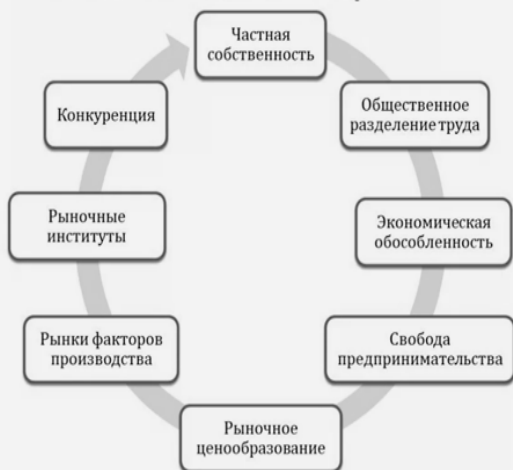 Частная
собственность
Общественное
разделение труда
Экономическая
обособленность
Свобода
предпринимательства
Рыночное
ценообразование
Рынки факторов
производства
Рыночные
институты
Конкуренция